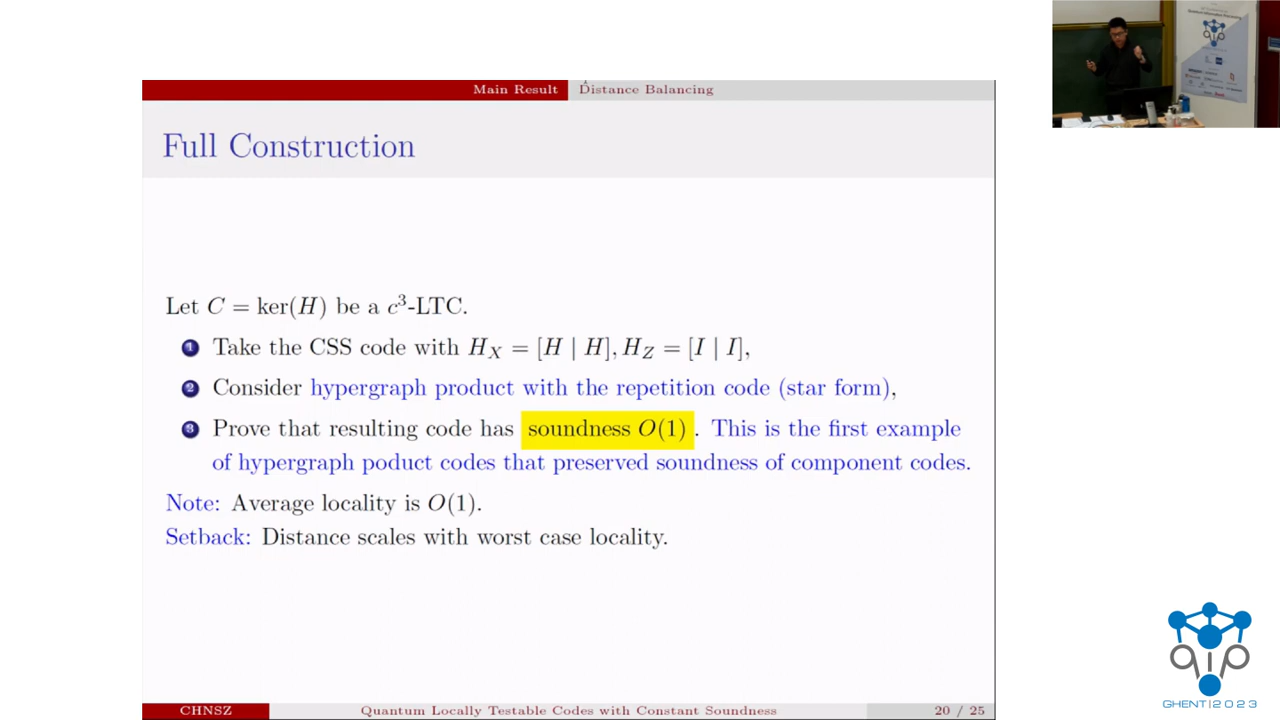 Main Result Distance Balancing
Full Construction
Let C = ker(H) be a c³-LTC.
1 Take the CSS code with H_X = [H | H], H_Z = [I | I],
2 Consider hypergraph product with the repetition code (star form),
3 Prove that resulting code has soundness O(1) . This is the first example
of hypergraph poduct codes that preserved soundness of component codes.
Note: Average locality is O(1).
Setback: Distance scales with worst case locality.
CHNSZ Quantum Locally Testable Codes with Constant Soundness 20 / 25
qip
GHENT|2023